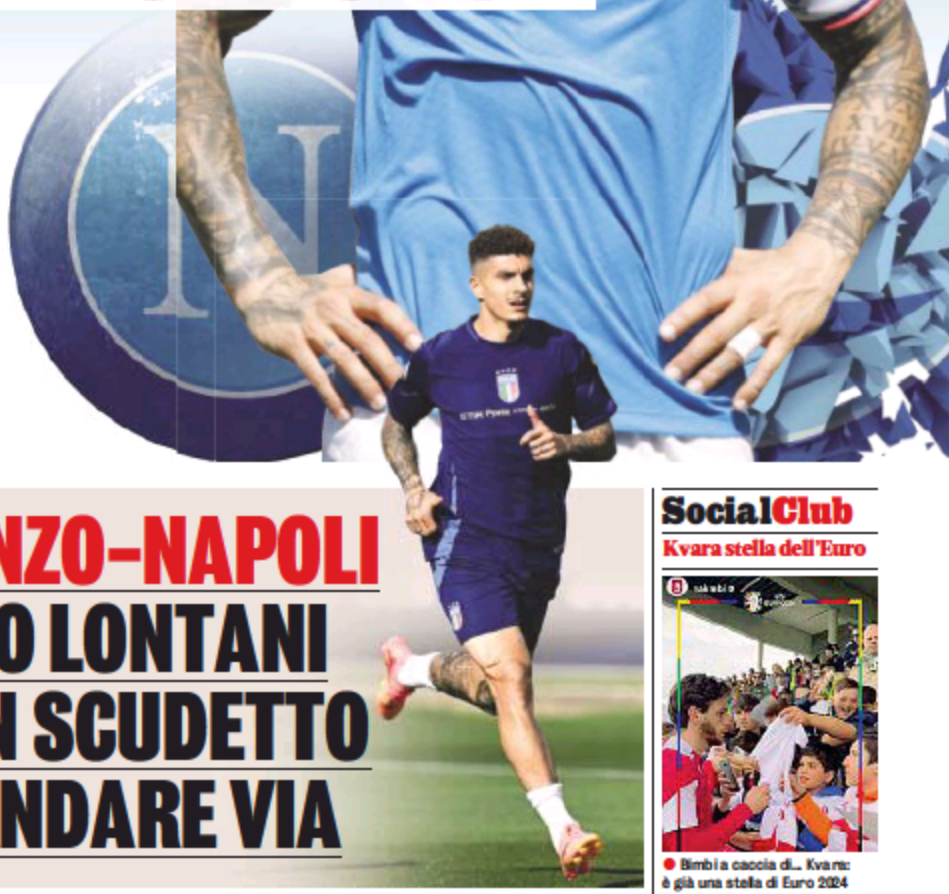 N
NZO-NAPOLI
O LONTANI
N SCUDETTO
NDARE VIA
SocialClub
Kvara stella dell'Euro
● Bimbi a caccia di... Kvara:
è già una stella di Euro 2024